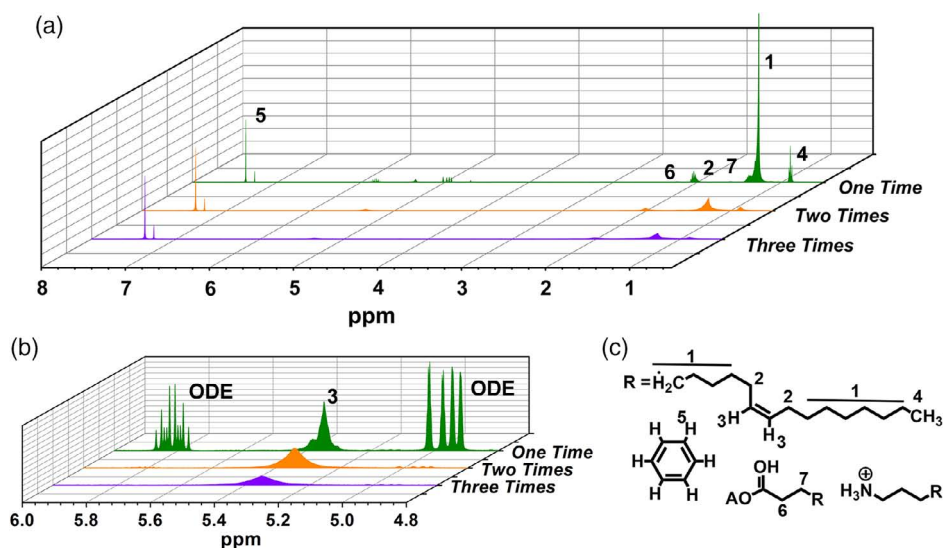 (a)
1
5
6 2 7 4
One Time
Two Times
Three Times
8 7 6 5 4 3 2 1
ppm
(b)
ODE
3
ODE
One Time
Two Times
Three Times
6.0 5.8 5.6 5.4 5.2 5.0 4.8
ppm
(c)
1
R = H₂C
2
2
1
4
3 H
H
3
CH₃
5
H H
H H
H H
OH
AO
6
7
R
⊕
H₃N
R